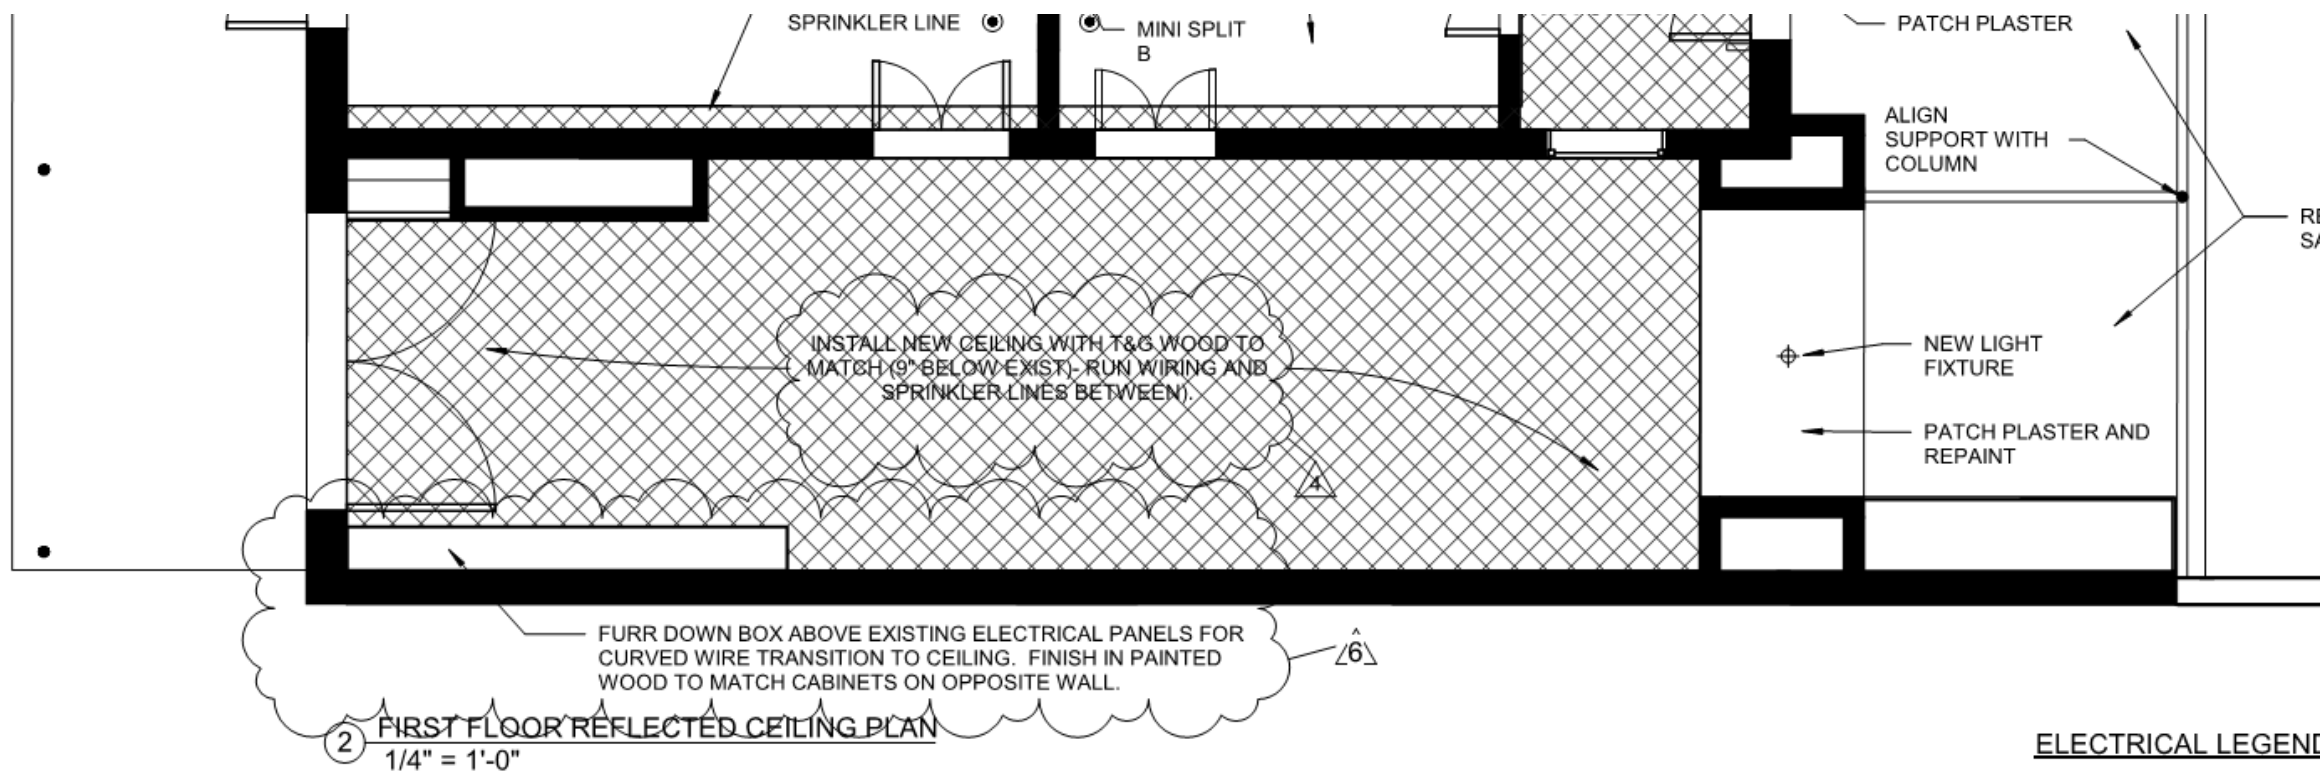 SPRINKLER LINE
MINI SPLIT
B
PATCH PLASTER
ALIGN
SUPPORT WITH
COLUMN
INSTALL NEW CEILING WITH T&G WOOD TO
MATCH (9" BELOW EXIST)- RUN WIRING AND
SPRINKLER LINES BETWEEN).
4
NEW LIGHT
FIXTURE
PATCH PLASTER AND
REPAINT
FURR DOWN BOX ABOVE EXISTING ELECTRICAL PANELS FOR
CURVED WIRE TRANSITION TO CEILING.  FINISH IN PAINTED
WOOD TO MATCH CABINETS ON OPPOSITE WALL.
6
2
FIRST FLOOR REFLECTED CEILING PLAN
1/4" = 1'-0"
ELECTRICAL LEGEND